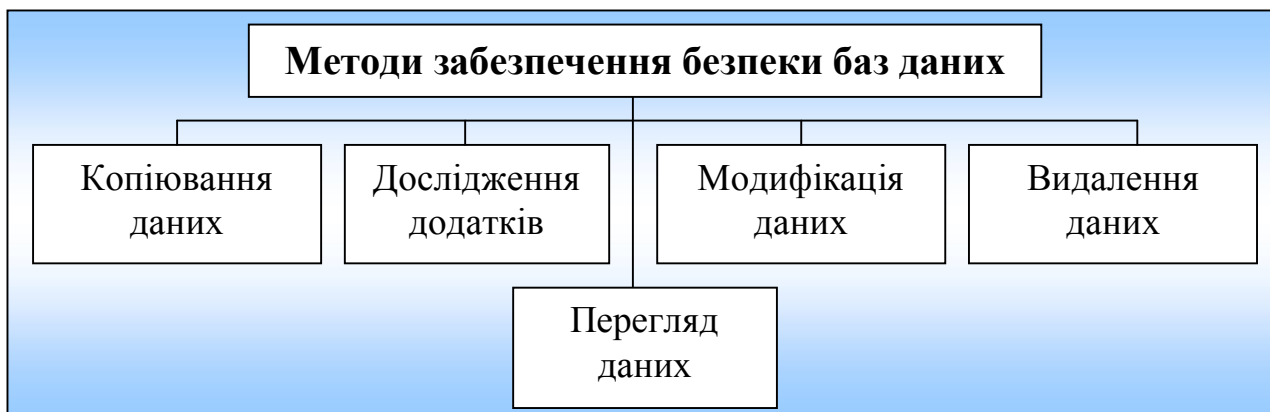 Методи забезпечення безпеки баз даних
Копіювання
даних
Дослідження
додатків
Модифікація
даних
Видалення
даних
Перегляд
даних